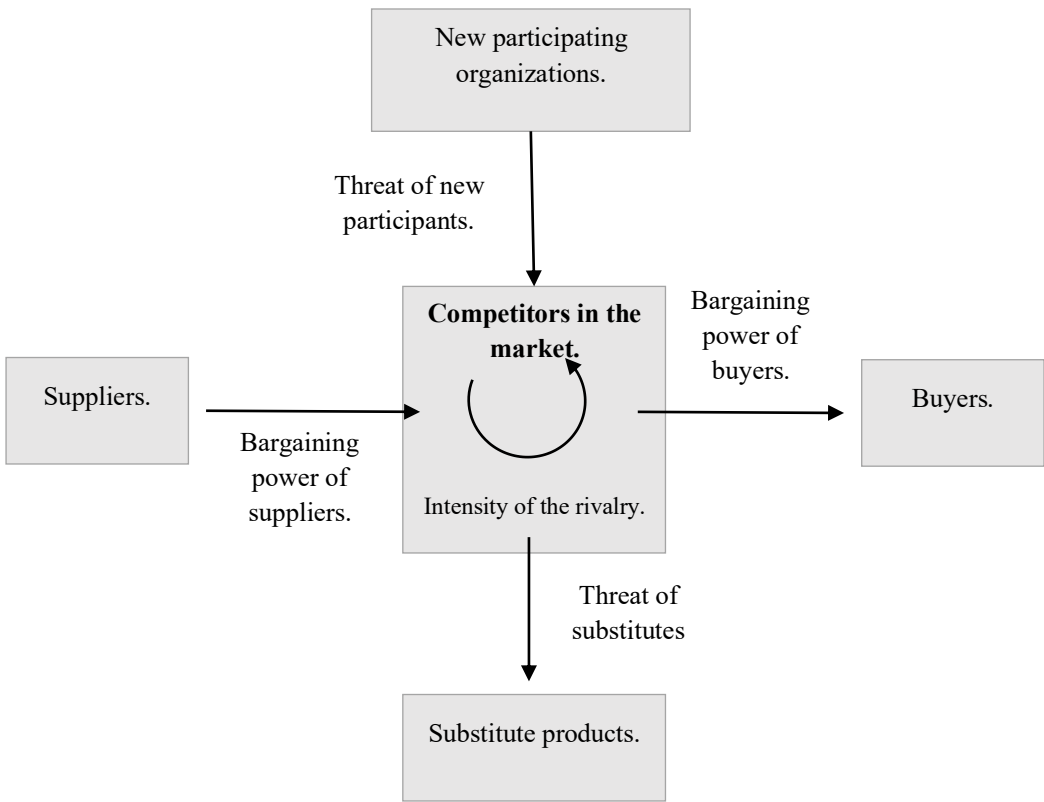 New participating
organizations.
Threat of new
participants.
Competitors in the
market.
Bargaining
power of
buyers.
Suppliers.
Buyers.
Bargaining
power of
suppliers.
Intensity of the rivalry.
Threat of
substitutes
Substitute products.